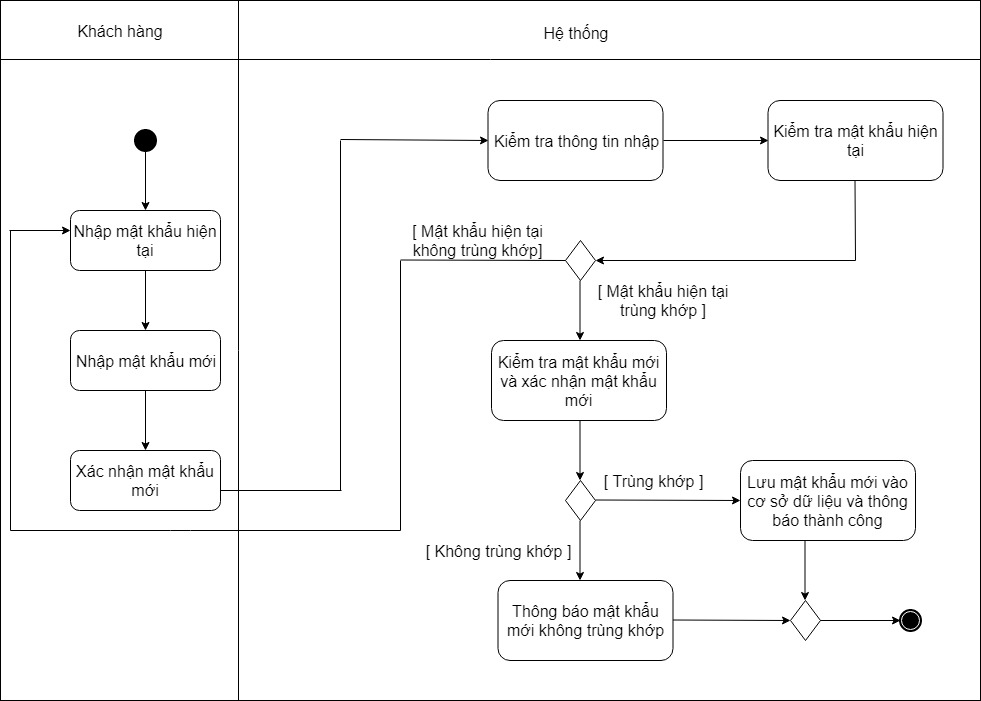 Khách hàng
Hệ thống
Kiểm tra thông tin nhập
Kiểm tra mật khẩu hiện
tại
Nhập mật khẩu hiện
tại
[ Mật khẩu hiện tại
không trùng khớp]
[ Mật khẩu hiện tại
trùng khớp ]
Nhập mật khẩu mới
Kiểm tra mật khẩu mới
và xác nhận mật khẩu
mới
Xác nhận mật khẩu
mới
[ Trùng khớp ]
Lưu mật khẩu mới vào
cơ sở dữ liệu và thông
báo thành công
[ Không trùng khớp ]
Thông báo mật khẩu
mới không trùng khớp